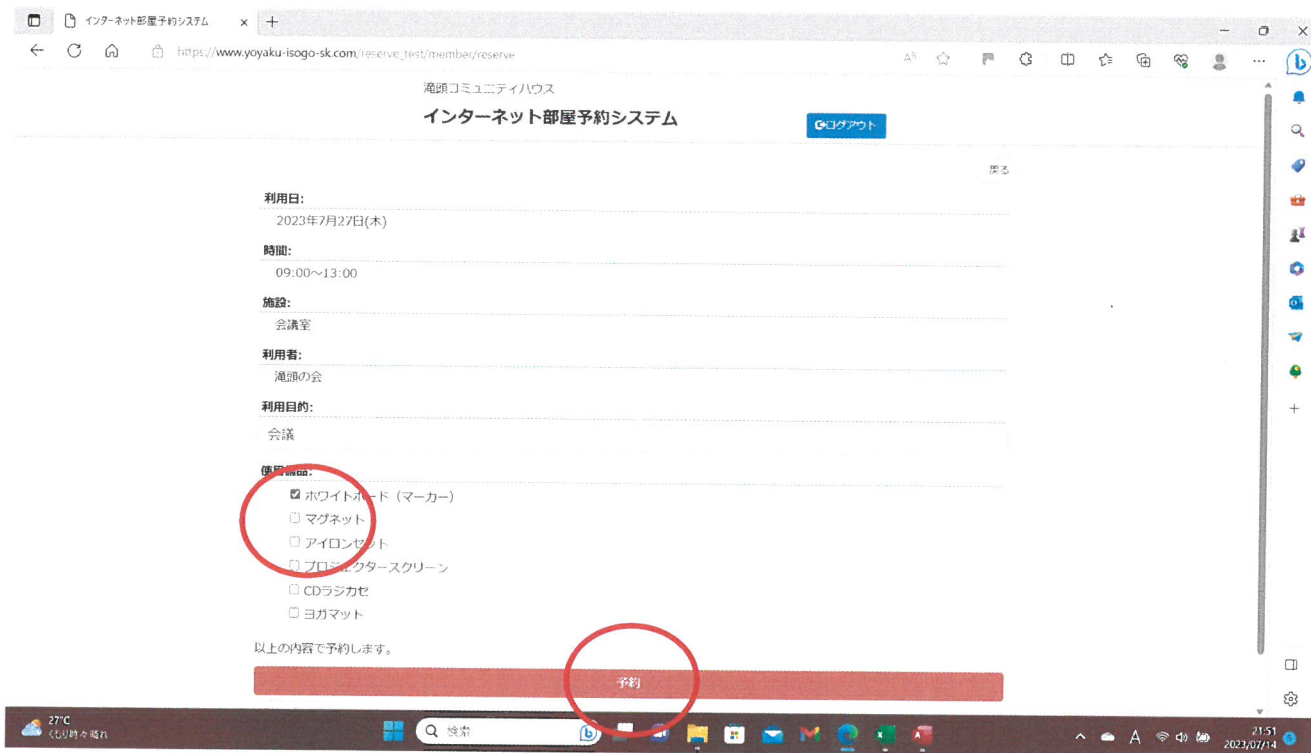 インターネット部屋予約システム
https://www.yoyaku-isogo-sk.com/reserve_test/member/reserve
滝頭コミュニティハウス
インターネット部屋予約システム
ログアウト
戻る
利用日:
2023年7月27日(木)
時間:
09:00～13:00
施設:
会議室
利用者:
滝頭の会
利用目的:
会議
使用備品:
ホワイトボード（マーカー）
マグネット
アイロンセット
プロジェクタースクリーン
CDラジカセ
ヨガマット
以上の内容で予約します。
予約
27°C
くもり時々晴れ
検索
A
21:51
2023/07/14